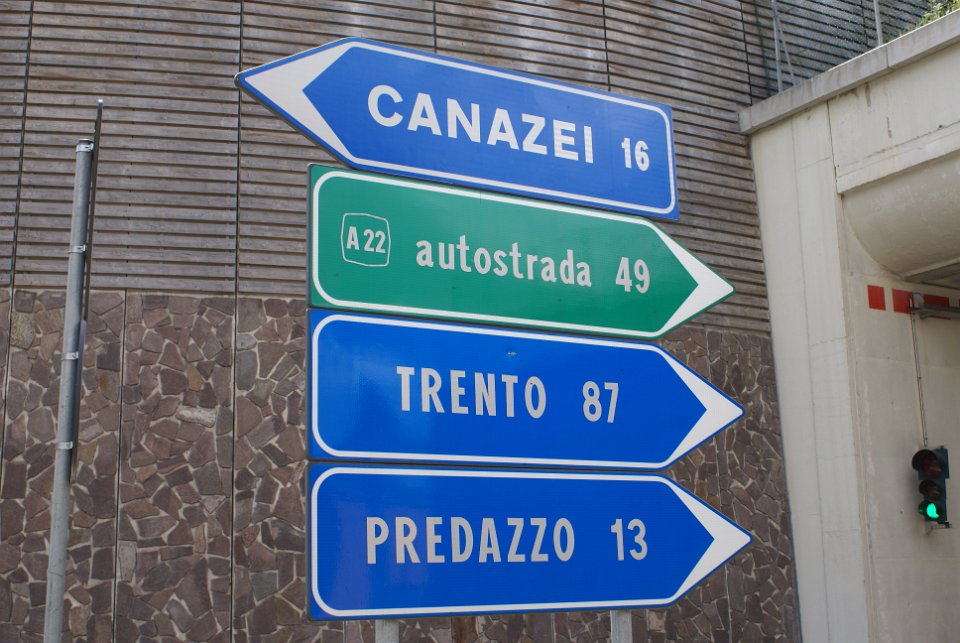 CANAZEI 16
A22 autostrada 49
TRENTO 87
PREDAZZO 13